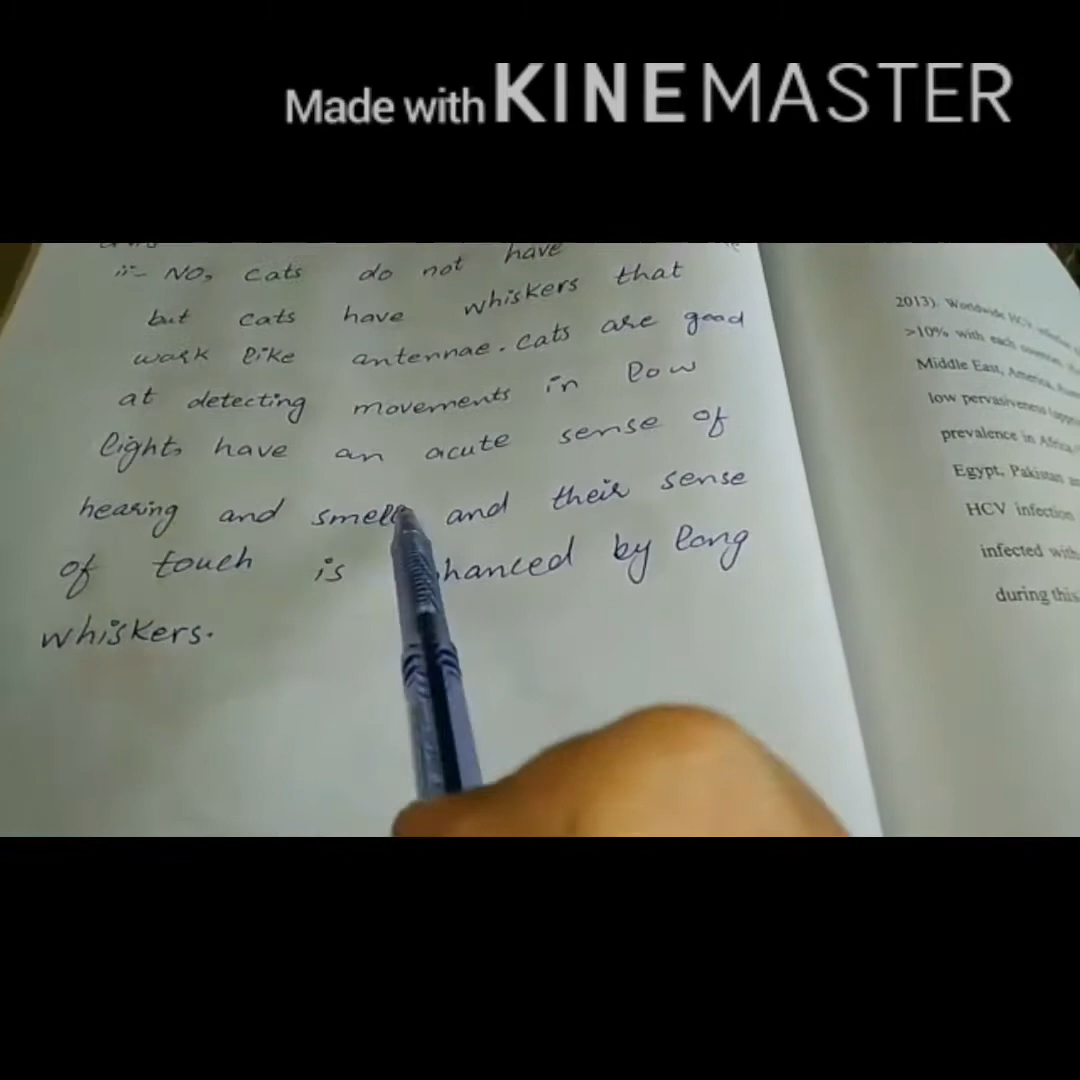 Made with KINEMASTER
ii- NO, cats do not have
but cats have whiskers that
work like antennae. Cats are good
at detecting movements in low
light, have an acute sense of
hearing and smell and their sense
of touch is by long
whiskers.
2013). Worldwide HCV
>10% with each
Middle East, America,
low pervasiveness
prevalence in Africa
Egypt, Pakistan
HCV infection
infected with
during this